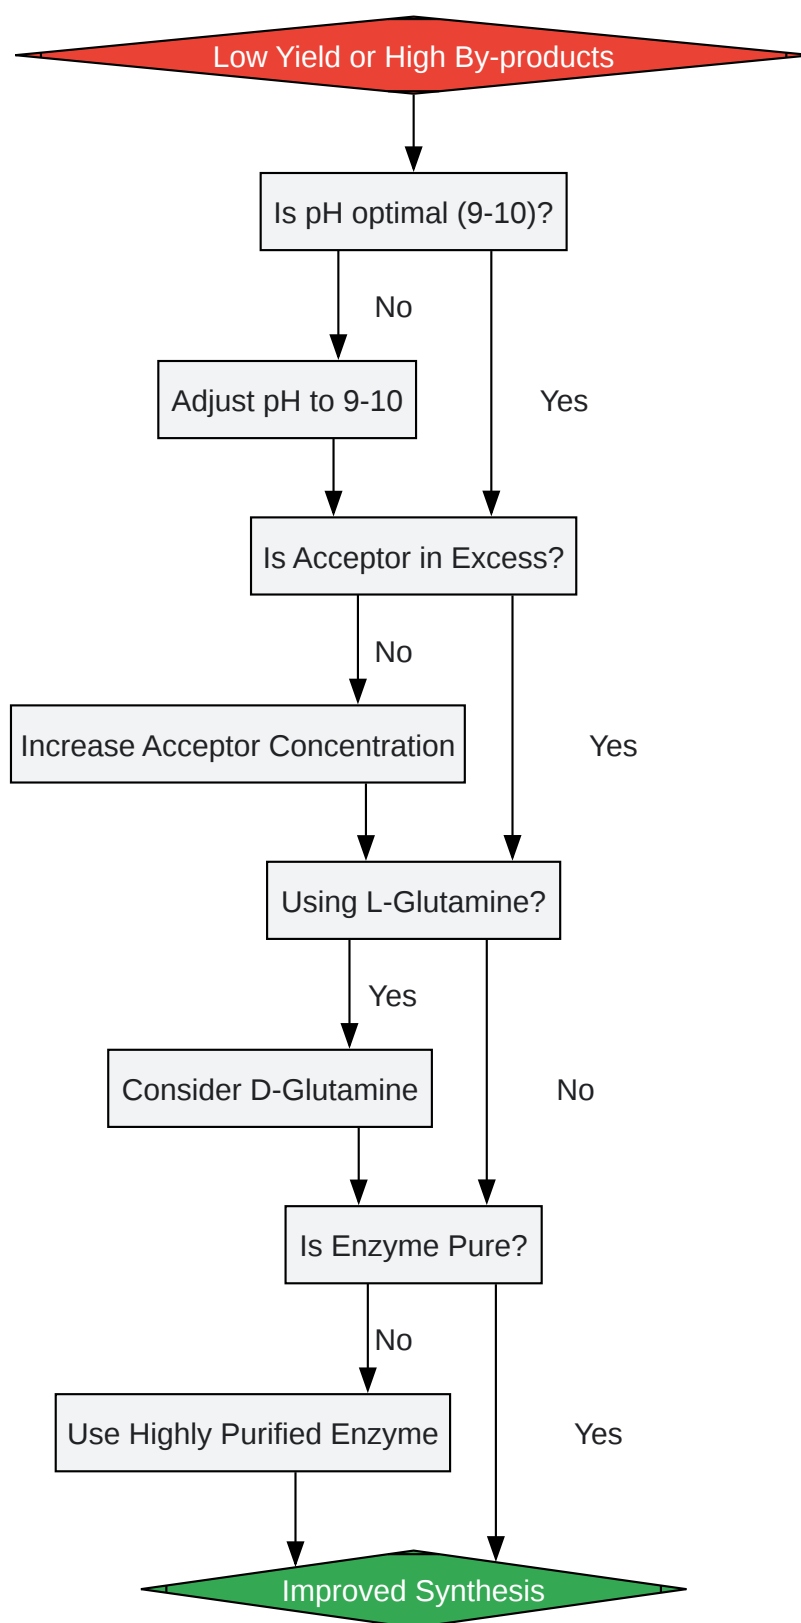 Low Yield or High By-products
Is pH optimal (9-10)?
No
Adjust pH to 9-10
Yes
Is Acceptor in Excess?
No
Increase Acceptor Concentration
Yes
Using L-Glutamine?
Yes
Consider D-Glutamine
No
Is Enzyme Pure?
No
Use Highly Purified Enzyme
Yes
Improved Synthesis